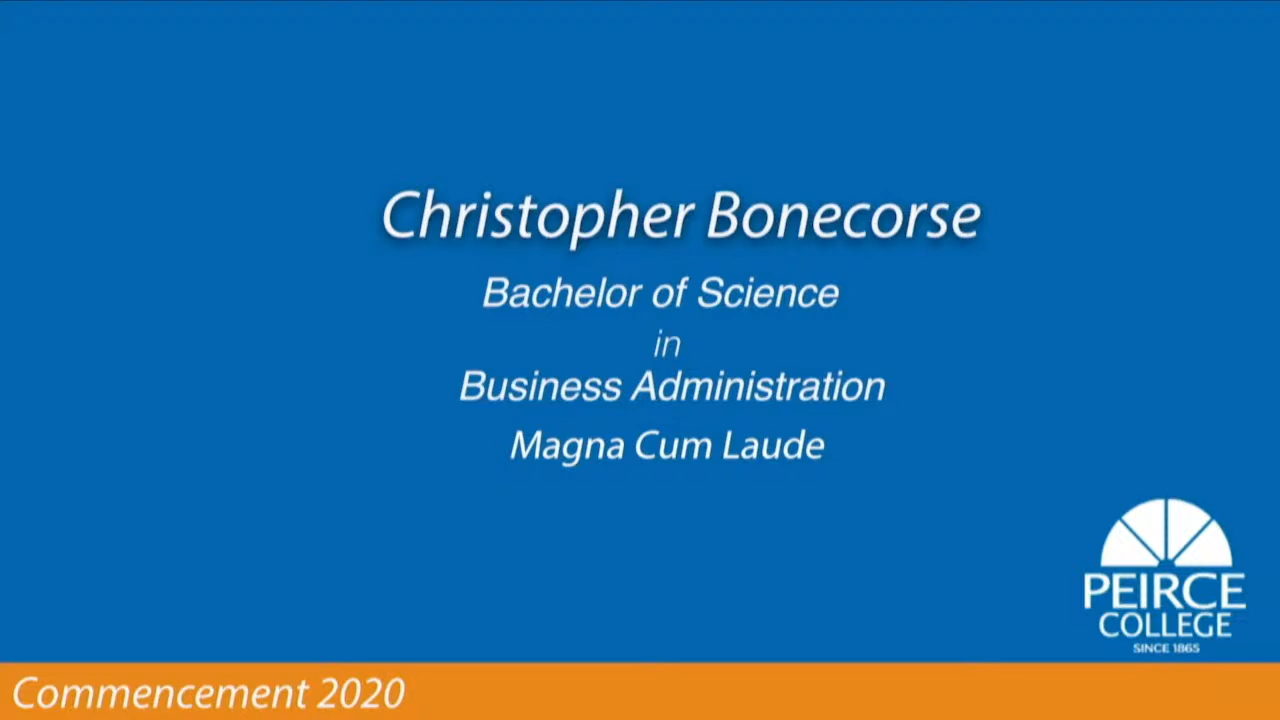 Christopher Bonecorse
Bachelor of Science
in
Business Administration
Magna Cum Laude
PEIRCE
COLLEGE
SINCE 1865
Commencement 2020